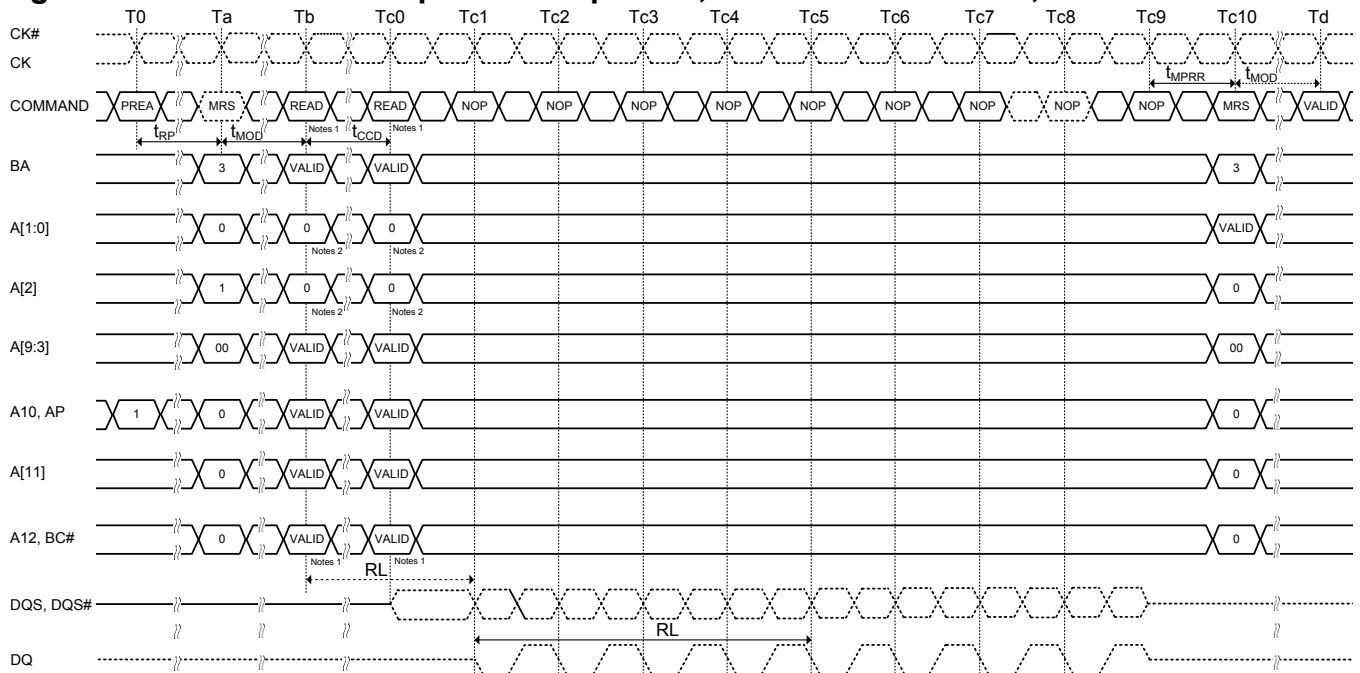 T0 Ta Tb Tc0 Tc1 Tc2 Tc3 Tc4 Tc5 Tc6 Tc7 Tc8 Tc9 Tc10 Td
CK#
CK
tMPRR tMOD
COMMAND PREA MRS READ READ NOP NOP NOP NOP NOP NOP NOP NOP NOP MRS VALID
Notes 1 Notes 1
tRP tMOD tCCD
BA 3 VALID VALID 3
A[1:0] 0 0 0 VALID
Notes 2 Notes 2
A[2] 1 0 0 0
Notes 2 Notes 2
A[9:3] 00 VALID VALID 00
A10, AP 1 0 VALID VALID 0
A[11] 0 VALID VALID 0
A12, BC# 0 VALID VALID 0
Notes 1 Notes 1
RL
DQS, DQS#
RL
DQ